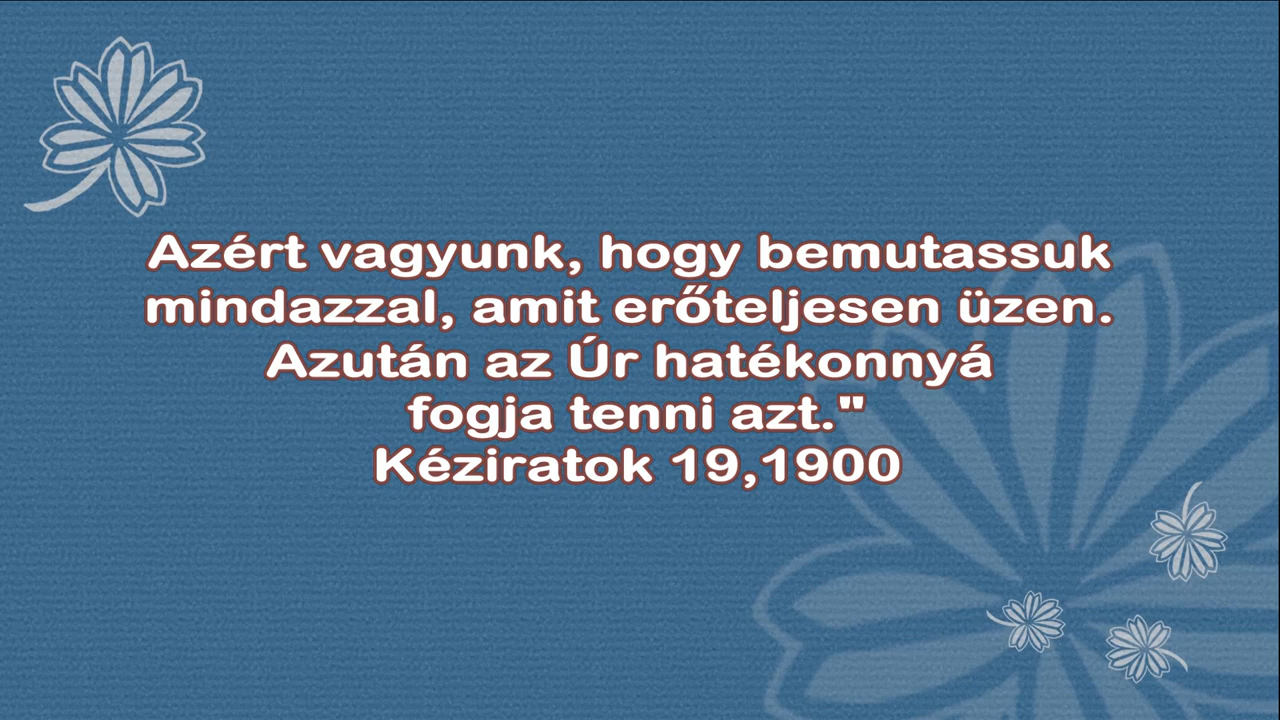 Azért vagyunk, hogy bemutassuk
mindazzal, amit erőteljesen üzen.
Azután az Úr hatékonnyá
fogja tenni azt."
Kéziratok 19,1900